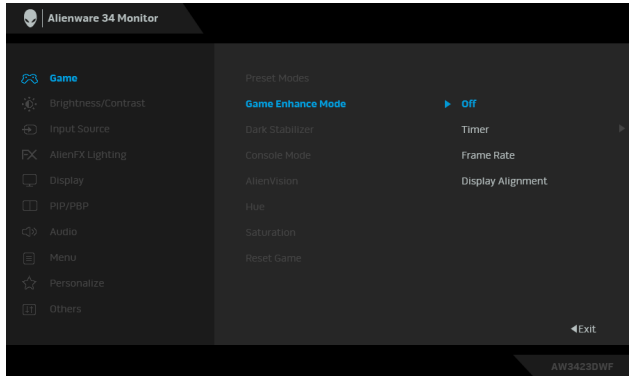 Alienware 34 Monitor
Game
Preset Modes
Brightness/Contrast
Game Enhance Mode
Off
Input Source
Dark Stabilizer
Timer
AlienFX Lighting
Console Mode
Frame Rate
Display
AlienVision
Display Alignment
PIP/PBP
Hue
Audio
Saturation
Menu
Reset Game
Personalize
Others
Exit
AW3423DWF